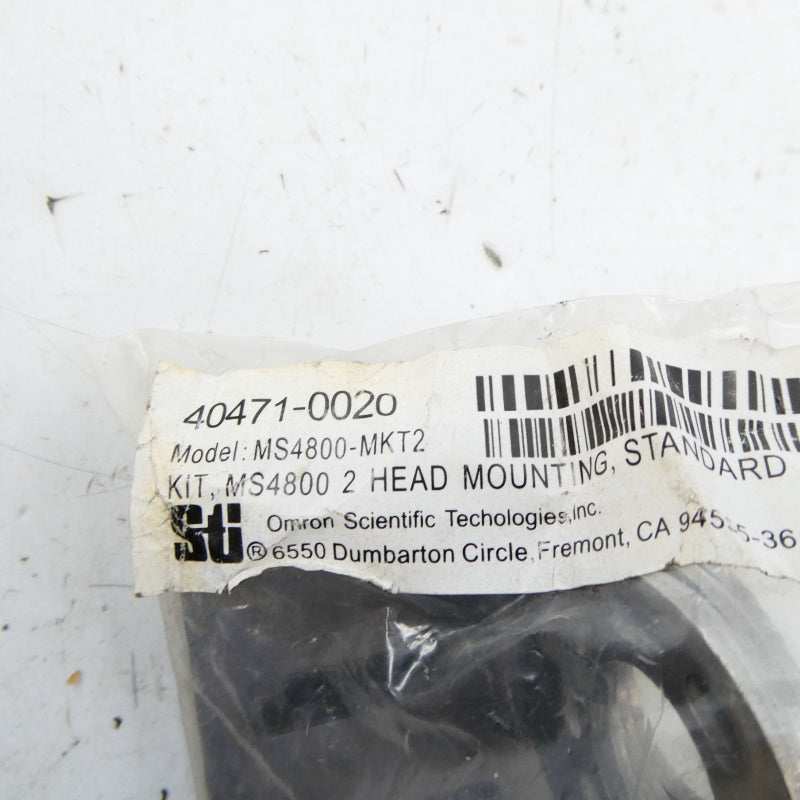 40471-0020
Model: MS4800-MKT2
KIT, MS4800 2 HEAD MOUNTING, STANDARD
Omron Scientific Techologies,Inc.
STI ® 6550 Dumbarton Circle, Fremont, CA